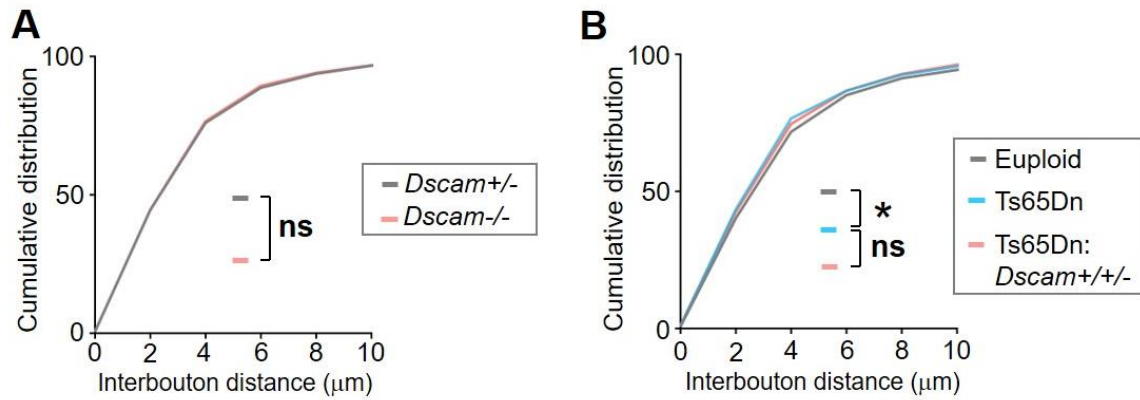 A
Cumulative distribution
100
50
0
0 2 4 6 8 10
Interbouton distance (μm)
ns
Dscam+/-
Dscam-/-
B
Cumulative distribution
100
50
0
0 2 4 6 8 10
Interbouton distance (μm)
*
ns
Euploid
Ts65Dn
Ts65Dn:
Dscam+/+/-